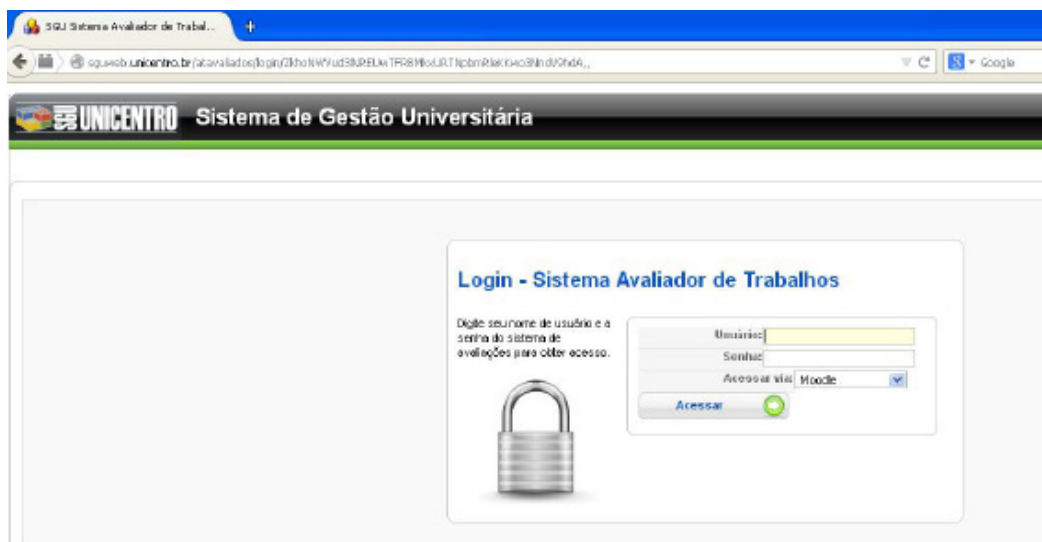 SGU Sistema Avaliador de Trabal...
Google
SGU UNICENTRO Sistema de Gestão Universitária
Login - Sistema Avaliador de Trabalhos
Digite seu nome de usuário e a
senha do sistema de
avaliações para obter acesso.
Usuário:
Senha:
Acessar via: Moodle
Acessar